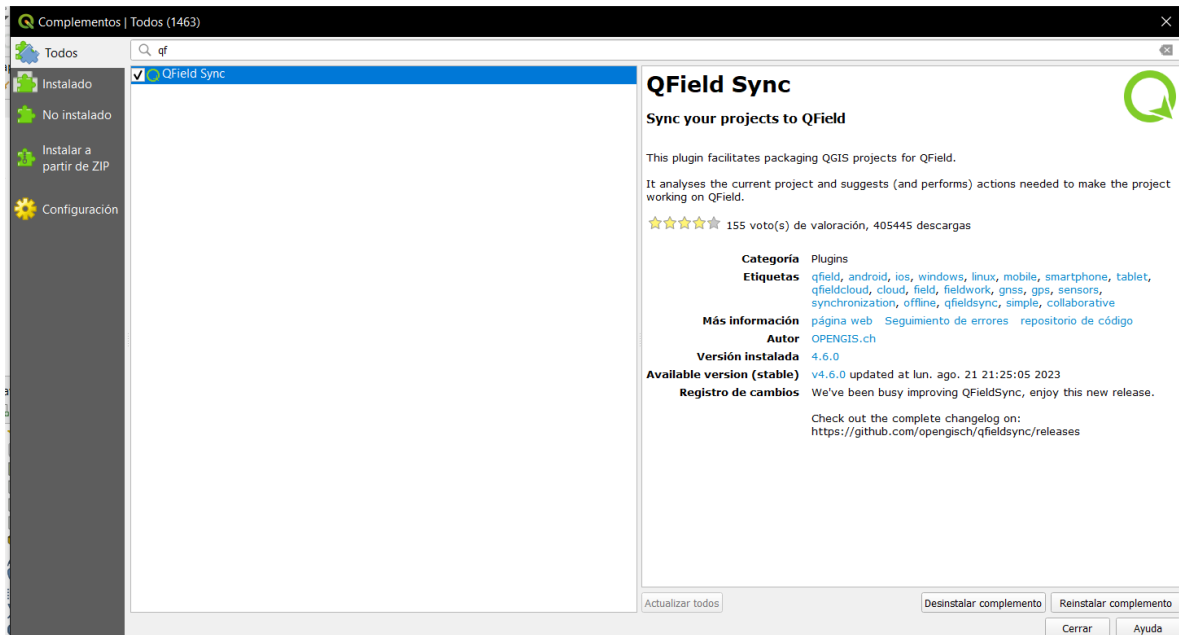 Complementos | Todos (1463)
Todos
qf
Instalado
No instalado
Instalar a
partir de ZIP
Configuración
QField Sync
QField Sync
Sync your projects to QField
This plugin facilitates packaging QGIS projects for QField.
It analyses the current project and suggests (and performs) actions needed to make the project
working on QField.
155 voto(s) de valoración, 405445 descargas
Categoría Plugins
Etiquetas qfield, android, ios, windows, linux, mobile, smartphone, tablet,
qfieldcloud, cloud, field, fieldwork, gnss, gps, sensors,
synchronization, offline, qfieldsync, simple, collaborative
Más información página web Seguimiento de errores repositorio de código
Autor OPENGIS.ch
Versión instalada 4.6.0
Available version (stable) v4.6.0 updated at lun. ago. 21 21:25:05 2023
Registro de cambios We've been busy improving QFieldSync, enjoy this new release.
Check out the complete changelog on:
https://github.com/opengisch/qfieldsync/releases
Actualizar todos
Desinstalar complemento
Reinstalar complemento
Cerrar
Ayuda